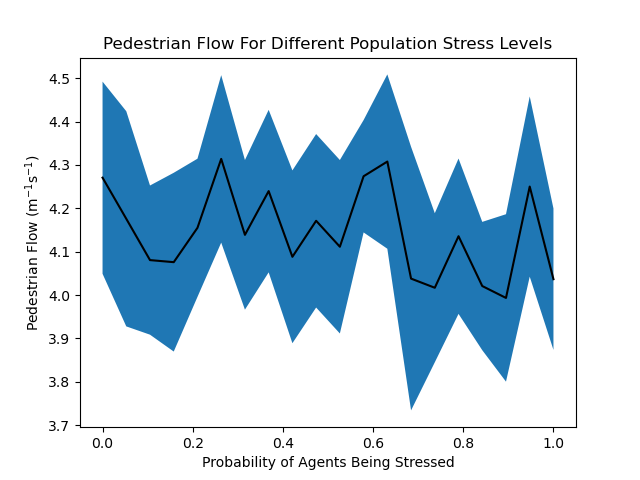 Pedestrian Flow For Different Population Stress Levels
Pedestrian Flow (m⁻¹s⁻¹)
4.5
4.4
4.3
4.2
4.1
4.0
3.9
3.8
3.7
0.0 0.2 0.4 0.6 0.8 1.0
Probability of Agents Being Stressed